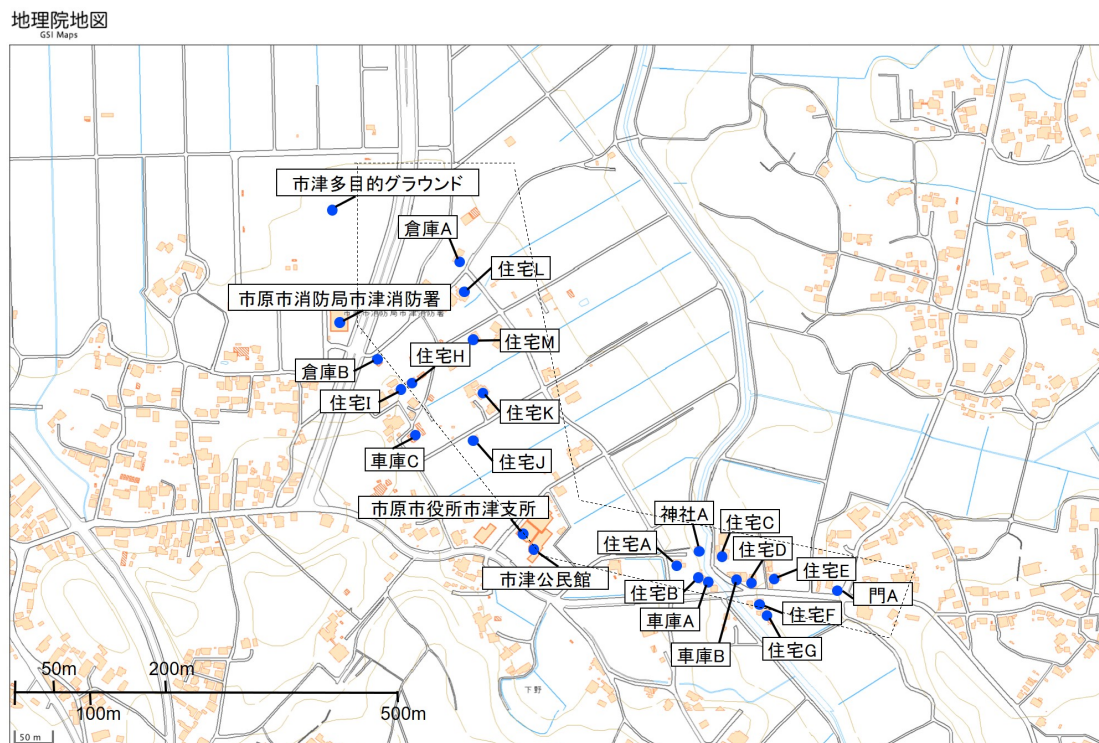 地理院地図
GSI Maps
市津多目的グラウンド
倉庫A
住宅L
市原市消防局市津消防署
住宅H
住宅M
倉庫B
住宅I
住宅K
車庫C
住宅J
市原市役所市津支所
神社A
住宅C
住宅A
住宅D
市津公民館
住宅E
住宅B
門A
車庫A
住宅F
車庫B
住宅G
下野
50m
200m
100m
500m
50 m